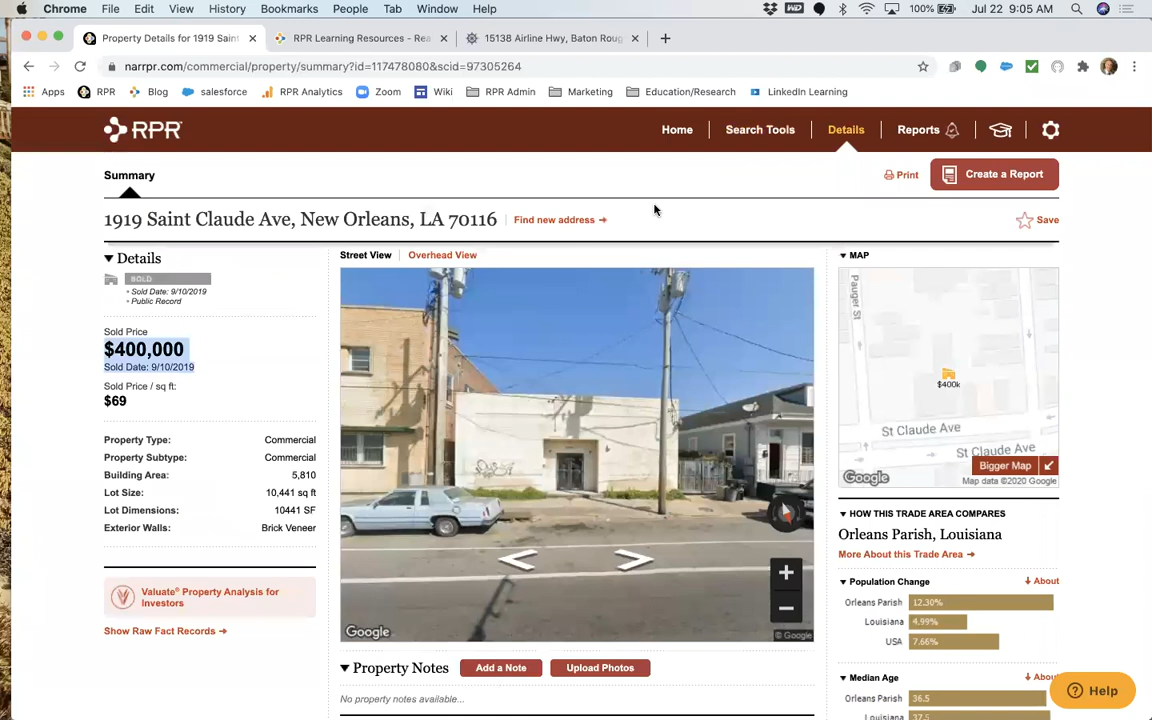 Chrome File Edit View History Bookmarks People Tab Window Help WD 100% Jul 22 9:05 AM
Property Details for 1919 Saint RPR Learning Resources - Rea 15138 Airline Hwy, Baton Roug
narrpr.com/commercial/property/summary?id=117478080&scid=97305264
Apps RPR Blog salesforce RPR Analytics Zoom Wiki RPR Admin Marketing Education/Research LinkedIn Learning
RPR Home Search Tools Details Reports
Summary Print Create a Report
1919 Saint Claude Ave, New Orleans, LA 70116 Find new address Save
Details
SOLD
• Sold Date: 9/10/2019
• Public Record
Sold Price
$400,000
Sold Date: 9/10/2019
Sold Price / sq ft:
$69
Property Type: Commercial
Property Subtype: Commercial
Building Area: 5,810
Lot Size: 10,441 sq ft
Lot Dimensions: 10441 SF
Exterior Walls: Brick Veneer
Valuate® Property Analysis for
Investors
Show Raw Fact Records
Street View Overhead View
Google © Google
Property Notes Add a Note Upload Photos
No property notes available...
MAP
Pauger St
$400k
St Claude Ave
St Claude Ave
Bigger Map
Google Map data ©2020 Google
HOW THIS TRADE AREA COMPARES
Orleans Parish, Louisiana
More About this Trade Area
Population Change About
Orleans Parish 12.30%
Louisiana 4.99%
USA 7.66%
Median Age About
Orleans Parish 36.5
Louisiana 37.5
Help